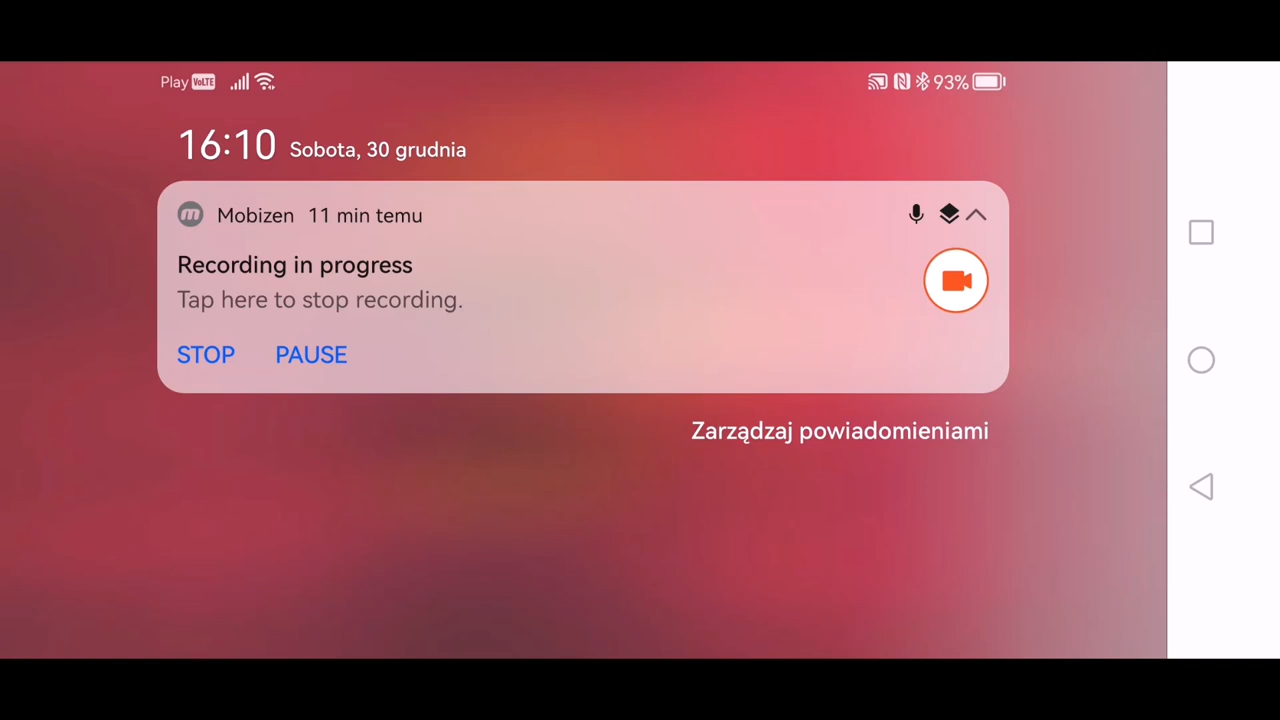 Play VoLTE 93%
16:10 Sobota, 30 grudnia
Mobizen 11 min temu
Recording in progress
Tap here to stop recording.
STOP PAUSE
Zarządzaj powiadomieniami